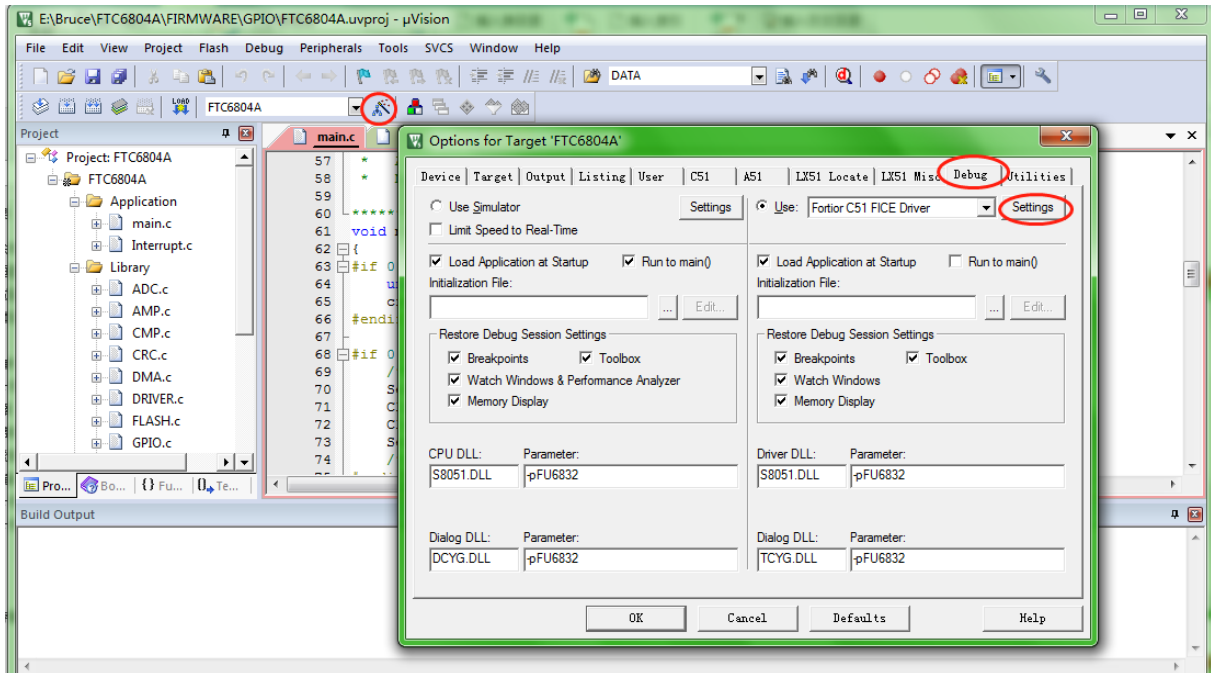 E:\Bruce\FTC6804A\FIRMWARE\GPIO\FTC6804A.uvproj - µVision
File Edit View Project Flash Debug Peripherals Tools SVCS Window Help
DATA
LOAD FTC6804A
Project
main.c
Options for Target 'FTC6804A'
Project: FTC6804A
FTC6804A
Application
main.c
Interrupt.c
Library
ADC.c
AMP.c
CMP.c
CRC.c
DMA.c
DRIVER.c
FLASH.c
GPIO.c
57 *
58 *
59
60 *****
61 void
62 {
63 #if 0
64
65
66 #endi
67
68 #if 0
69 /
70
71
72
73
74 /
Device Target Output Listing User C51 A51 LX51 Locate LX51 Misc Debug Utilities
Use Simulator Settings
Limit Speed to Real-Time
Load Application at Startup Run to main()
Initialization File:
... Edit...
Restore Debug Session Settings
Breakpoints Toolbox
Watch Windows & Performance Analyzer
Memory Display
CPU DLL: Parameter:
S8051.DLL -pFU6832
Dialog DLL: Parameter:
DCYG.DLL -pFU6832
Use: Fortior C51 FICE Driver Settings
Load Application at Startup Run to main()
Initialization File:
... Edit...
Restore Debug Session Settings
Breakpoints Toolbox
Watch Windows
Memory Display
Driver DLL: Parameter:
S8051.DLL -pFU6832
Dialog DLL: Parameter:
TCYG.DLL -pFU6832
OK Cancel Defaults Help
Pro... Bo... {} Fu... Te...
Build Output